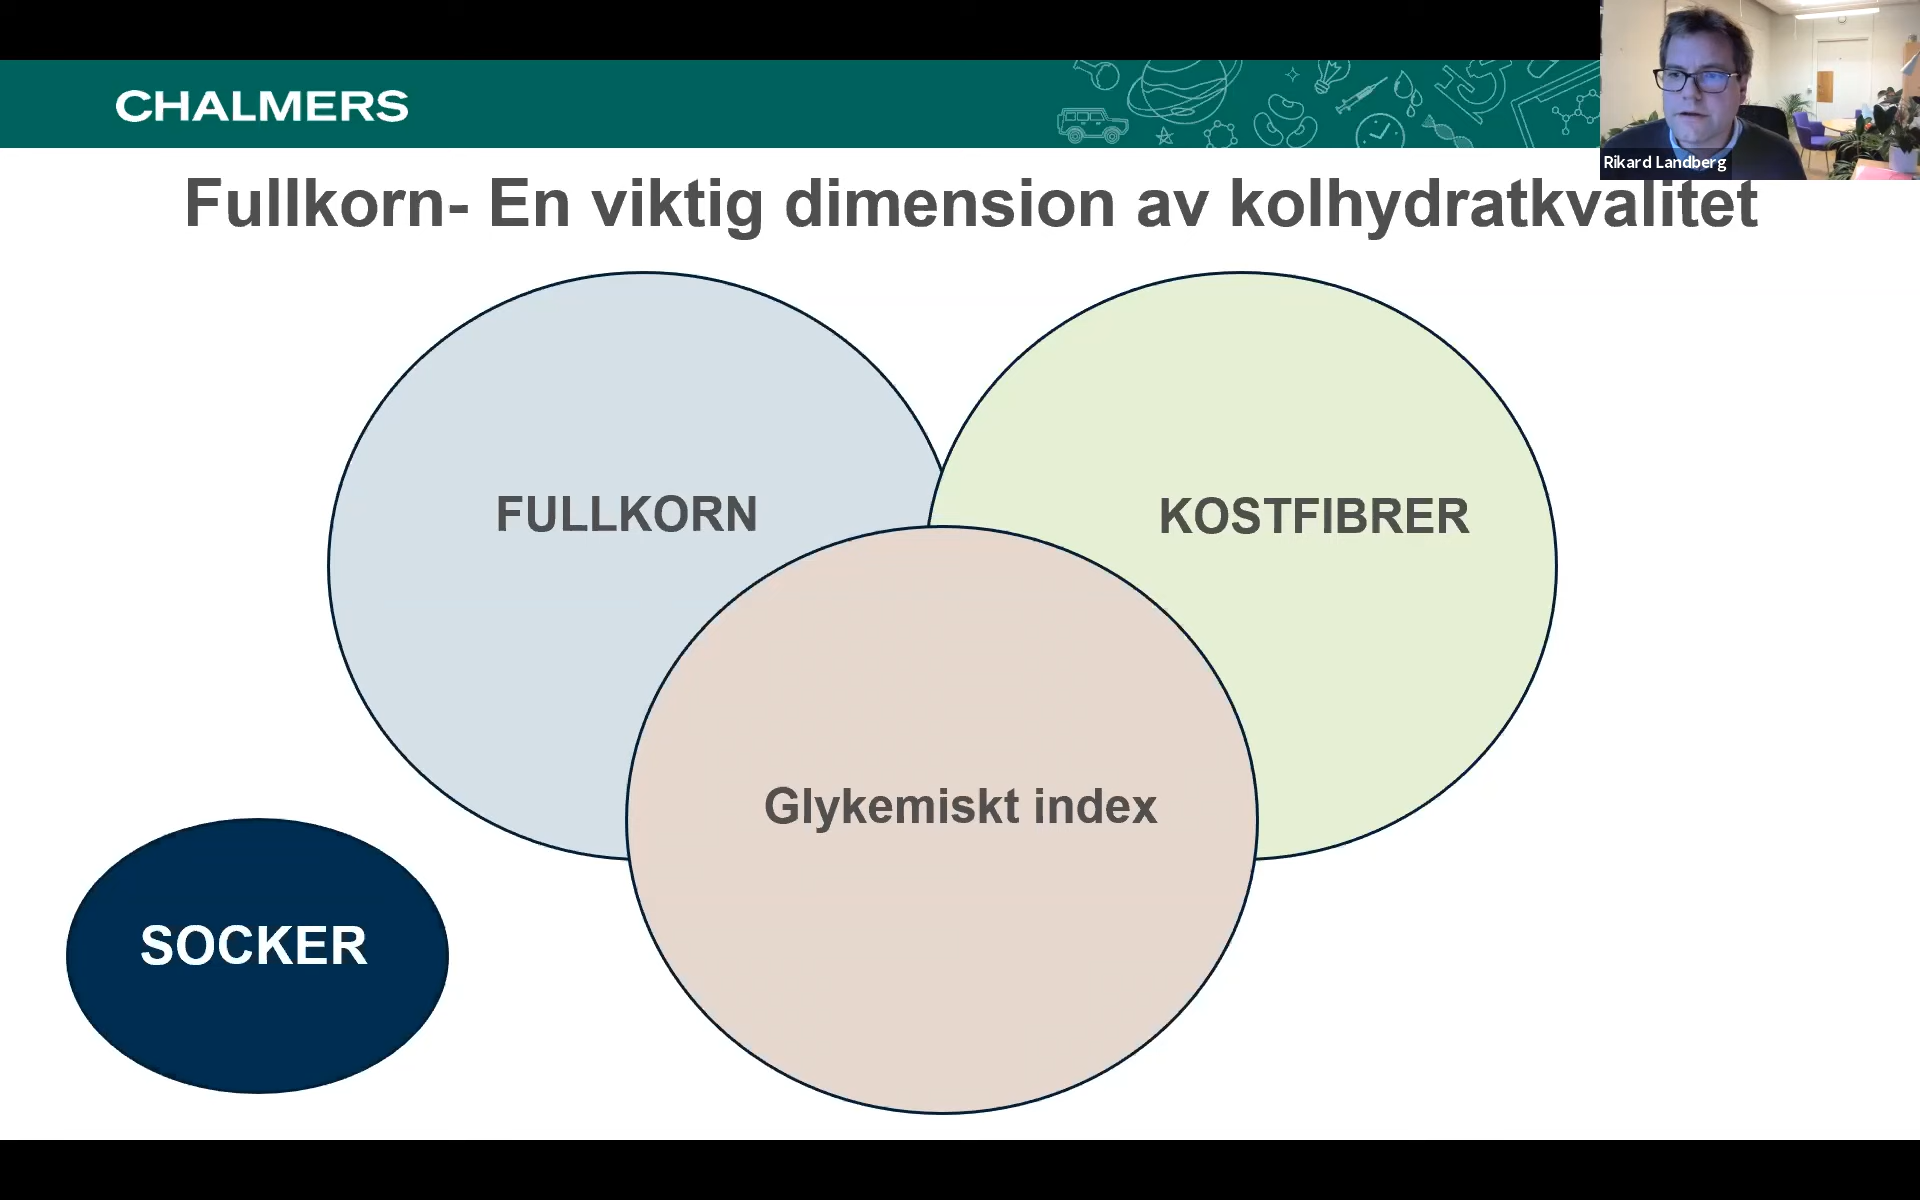 CHALMERS
Rikard Landberg
Fullkorn- En viktig dimension av kolhydratkvalitet
FULLKORN
KOSTFIBRER
Glykemiskt index
SOCKER